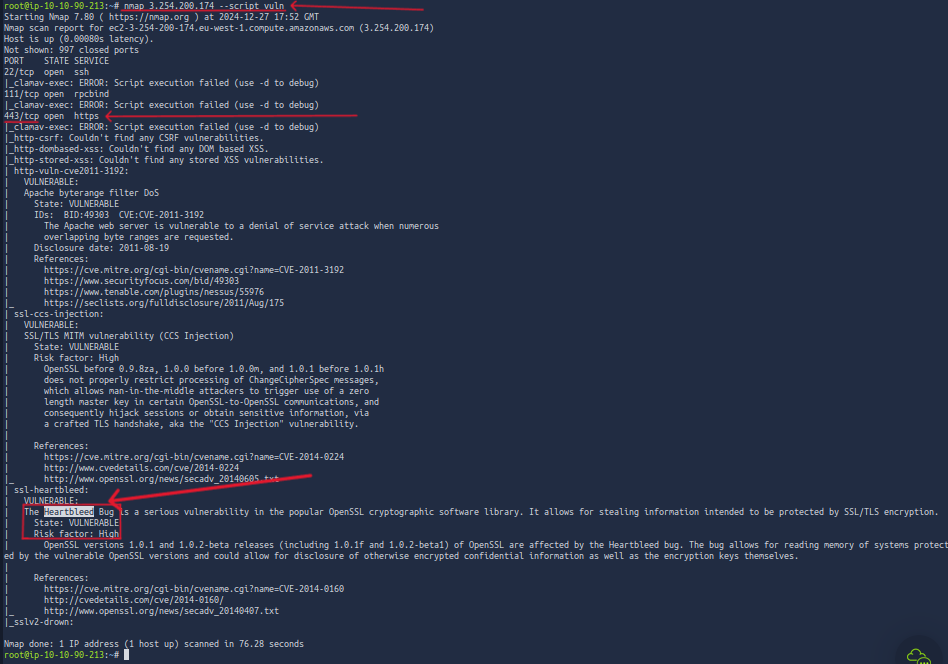 root@ip-10-10-90-213:~# nmap 3.254.200.174 --script vuln
Starting Nmap 7.80 ( https://nmap.org ) at 2024-12-27 17:52 GMT
Nmap scan report for ec2-3-254-200-174.eu-west-1.compute.amazonaws.com (3.254.200.174)
Host is up (0.00080s latency).
Not shown: 997 closed ports
PORT    STATE SERVICE
22/tcp  open  ssh
|_clamav-exec: ERROR: Script execution failed (use -d to debug)
111/tcp open  rpcbind
|_clamav-exec: ERROR: Script execution failed (use -d to debug)
443/tcp open  https
|_clamav-exec: ERROR: Script execution failed (use -d to debug)
|_http-csrf: Couldn't find any CSRF vulnerabilities.
|_http-dombased-xss: Couldn't find any DOM based XSS.
|_http-stored-xss: Couldn't find any stored XSS vulnerabilities.
| http-vuln-cve2011-3192:
|   VULNERABLE:
|   Apache byterange filter DoS
|     State: VULNERABLE
|     IDs:  BID:49303  CVE:CVE-2011-3192
|       The Apache web server is vulnerable to a denial of service attack when numerous
|       overlapping byte ranges are requested.
|     Disclosure date: 2011-08-19
|     References:
|       https://cve.mitre.org/cgi-bin/cvename.cgi?name=CVE-2011-3192
|       https://www.securityfocus.com/bid/49303
|       https://www.tenable.com/plugins/nessus/55976
|_      https://seclists.org/fulldisclosure/2011/Aug/175
| ssl-ccs-injection:
|   VULNERABLE:
|   SSL/TLS MITM vulnerability (CCS Injection)
|     State: VULNERABLE
|     Risk factor: High
|       OpenSSL before 0.9.8za, 1.0.0 before 1.0.0m, and 1.0.1 before 1.0.1h
|       does not properly restrict processing of ChangeCipherSpec messages,
|       which allows man-in-the-middle attackers to trigger use of a zero
|       length master key in certain OpenSSL-to-OpenSSL communications, and
|       consequently hijack sessions or obtain sensitive information, via
|       a crafted TLS handshake, aka the "CCS Injection" vulnerability.
|
|     References:
|       https://cve.mitre.org/cgi-bin/cvename.cgi?name=CVE-2014-0224
|       http://www.cvedetails.com/cve/2014-0224
|_      http://www.openssl.org/news/secadv_20140605.txt
| ssl-heartbleed:
|   VULNERABLE:
|   The Heartbleed Bug is a serious vulnerability in the popular OpenSSL cryptographic software library. It allows for stealing information intended to be protected by SSL/TLS encryption.
|     State: VULNERABLE
|     Risk factor: High
|       OpenSSL versions 1.0.1 and 1.0.2-beta releases (including 1.0.1f and 1.0.2-beta1) of OpenSSL are affected by the Heartbleed bug. The bug allows for reading memory of systems protect
ed by the vulnerable OpenSSL versions and could allow for disclosure of otherwise encrypted confidential information as well as the encryption keys themselves.
|
|     References:
|       https://cve.mitre.org/cgi-bin/cvename.cgi?name=CVE-2014-0160
|       http://cvedetails.com/cve/2014-0160/
|_      http://www.openssl.org/news/secadv_20140407.txt
|_sslv2-drown:
Nmap done: 1 IP address (1 host up) scanned in 76.28 seconds
root@ip-10-10-90-213:~#